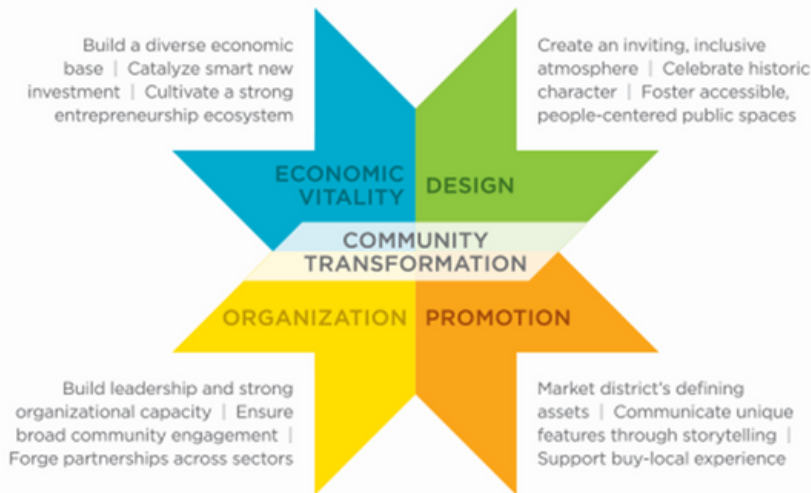 Build a diverse economic
base | Catalyze smart new
investment | Cultivate a strong
entrepreneurship ecosystem
Create an inviting, inclusive
atmosphere | Celebrate historic
character | Foster accessible,
people-centered public spaces
ECONOMIC
VITALITY
DESIGN
COMMUNITY
TRANSFORMATION
ORGANIZATION
PROMOTION
Build leadership and strong
organizational capacity | Ensure
broad community engagement |
Forge partnerships across sectors
Market district's defining
assets | Communicate unique
features through storytelling |
Support buy-local experience